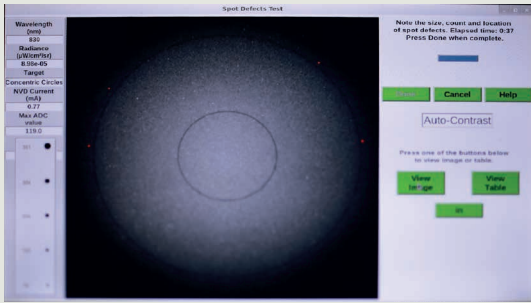 Spot Defects Test
Wavelength
(nm)
830
Radiance
(µW/cm²/sr)
8.98e-05
Target
Concentric Circles
NVD Current
(mA)
6.77
Max ADC
value
119.0
Note the size, count and location
of spot defects. Elapsed time: 0:37
Press Done when complete.
Cancel
Help
Auto-Contrast
Press one of the buttons below
to view image or table.
View
Image
View
Table